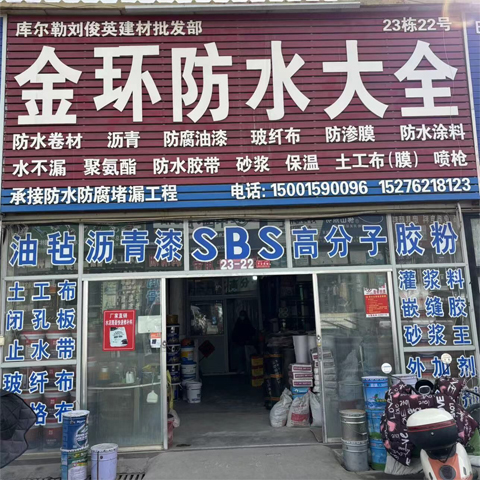 库尔勒刘俊英建材批发部 23栋22号
金环防水大全
防水卷材 沥青 防腐油漆 玻纤布 防渗膜 防水涂料
水不漏 聚氨酯 防水胶带 砂浆 保温 土工布(膜) 喷枪
承接防水防腐堵漏工程 电话: 15001590096 15276218123
油毡 沥青漆 SBS 高分子 胶粉
23-22
土工布
闭孔板
止水带
玻纤布
格布
灌浆料
嵌缝胶
砂浆王
外加剂